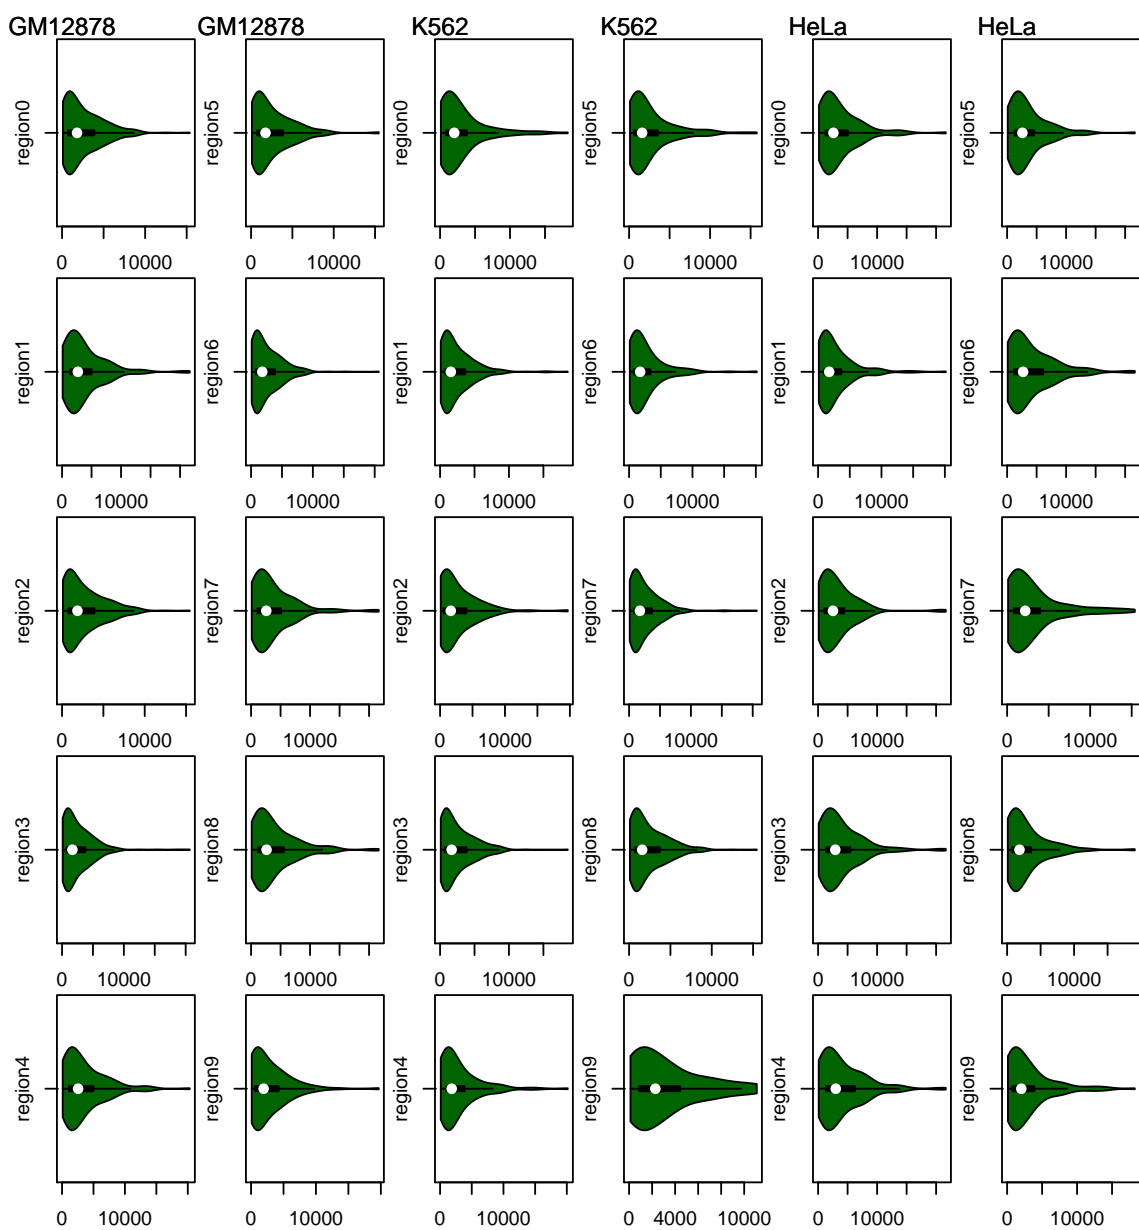 GM12878 GM12878 K562 K562 HeLa HeLa
region0 region5 region0 region5 region0 region5
0 10000 0 10000 0 10000 0 10000 0 10000 0 10000
region1 region6 region1 region6 region1 region6
0 10000 0 10000 0 10000 0 10000 0 10000 0 10000
region2 region7 region2 region7 region2 region7
0 10000 0 10000 0 10000 0 10000 0 10000 0 10000
region3 region8 region3 region8 region3 region8
0 10000 0 10000 0 10000 0 10000 0 10000 0 10000
region4 region9 region4 region9 region4 region9
0 10000 0 10000 0 10000 0 4000 10000 0 10000 0 10000